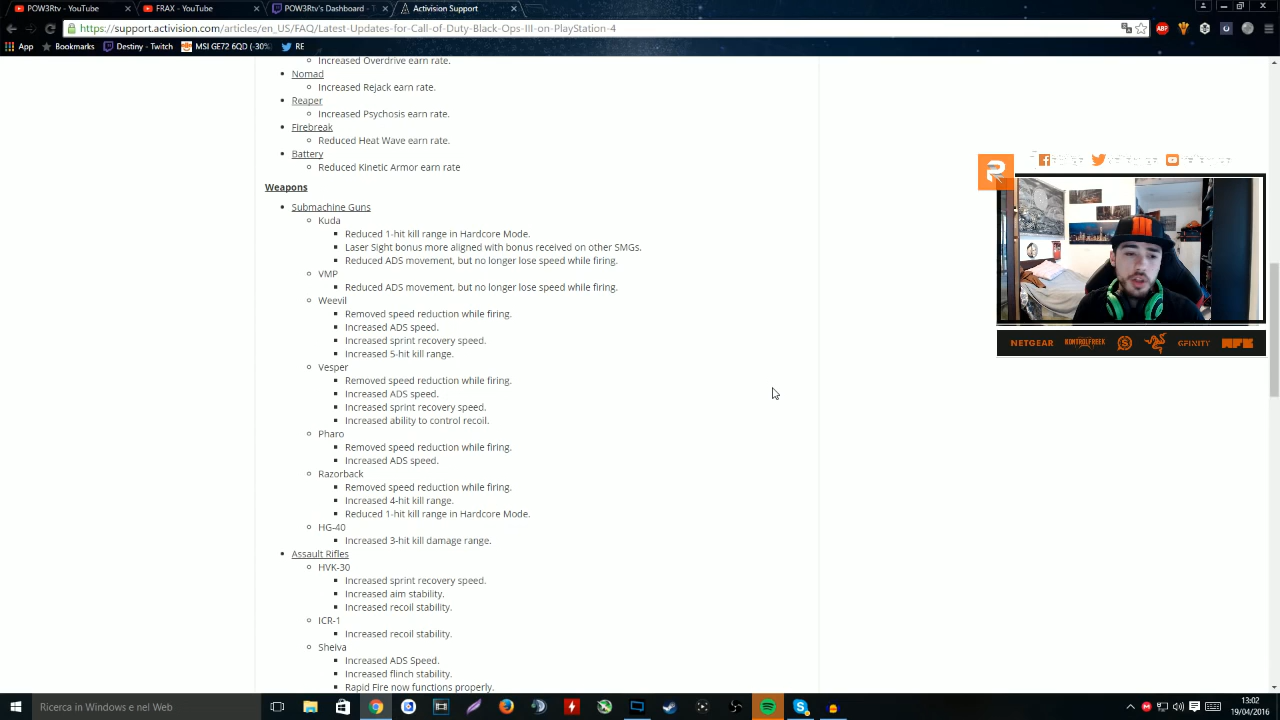 POW3Rtv - YouTube
FRAX - YouTube
POW3Rtv's Dashboard - T
Activision Support
https://support.activision.com/articles/en_US/FAQ/Latest-Updates-for-Call-of-Duty-Black-Ops-III-on-PlayStation-4
App
Bookmarks
Destiny - Twitch
MSI GE72 6QD (-30%)
RE
Increased Overdrive earn rate.
Nomad
Increased Rejack earn rate.
Reaper
Increased Psychosis earn rate.
Firebreak
Reduced Heat Wave earn rate.
Battery
Reduced Kinetic Armor earn rate
Weapons
Submachine Guns
Kuda
Reduced 1-hit kill range in Hardcore Mode.
Laser Sight bonus more aligned with bonus received on other SMGs.
Reduced ADS movement, but no longer lose speed while firing.
VMP
Reduced ADS movement, but no longer lose speed while firing.
Weevil
Removed speed reduction while firing.
Increased ADS speed.
Increased sprint recovery speed.
Increased 5-hit kill range.
Vesper
Removed speed reduction while firing.
Increased ADS speed.
Increased sprint recovery speed.
Increased ability to control recoil.
Pharo
Removed speed reduction while firing.
Increased ADS speed.
Razorback
Removed speed reduction while firing.
Increased 4-hit kill range.
Reduced 1-hit kill range in Hardcore Mode.
HG-40
Increased 3-hit kill damage range.
Assault Rifles
HVK-30
Increased sprint recovery speed.
Increased aim stability.
Increased recoil stability.
ICR-1
Increased recoil stability.
Sheiva
Increased ADS Speed.
Increased flinch stability.
Rapid Fire now functions properly.
NETGEAR KONTROLFREEK GFINITY
Ricerca in Windows e nel Web
13:02
19/04/2016